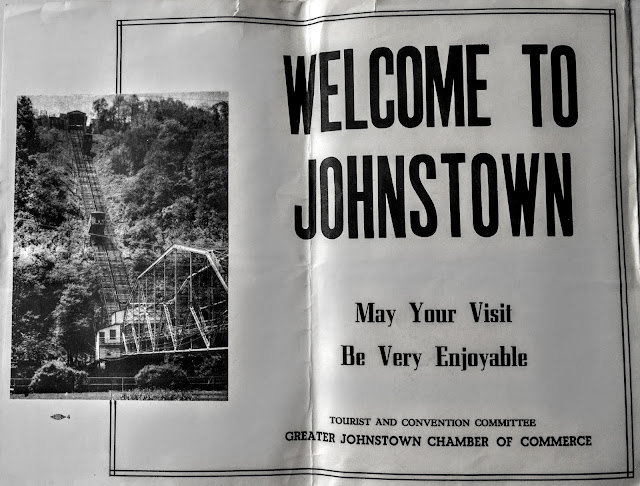 WELCOME TO
JOHNSTOWN
May Your Visit
Be Very Enjoyable
TOURIST AND CONVENTION COMMITTEE
GREATER JOHNSTOWN CHAMBER OF COMMERCE